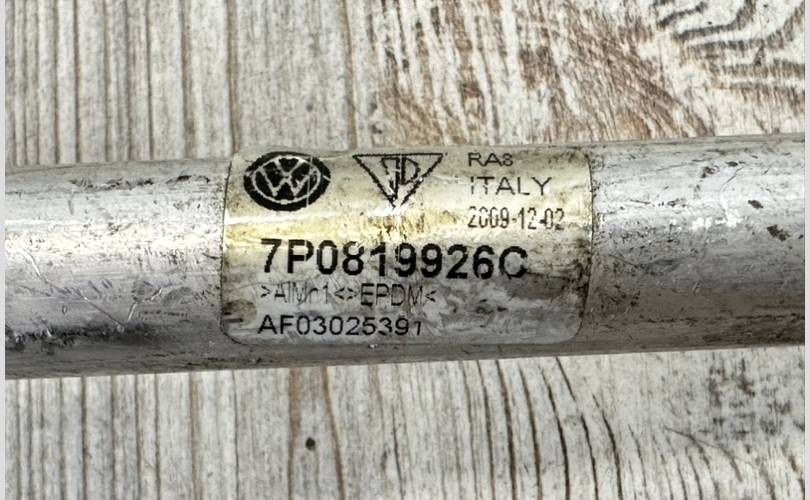 RA8
ITALY
2009-12-02
7P0819926C
>AlMn1<>EPDM<
AF03025391